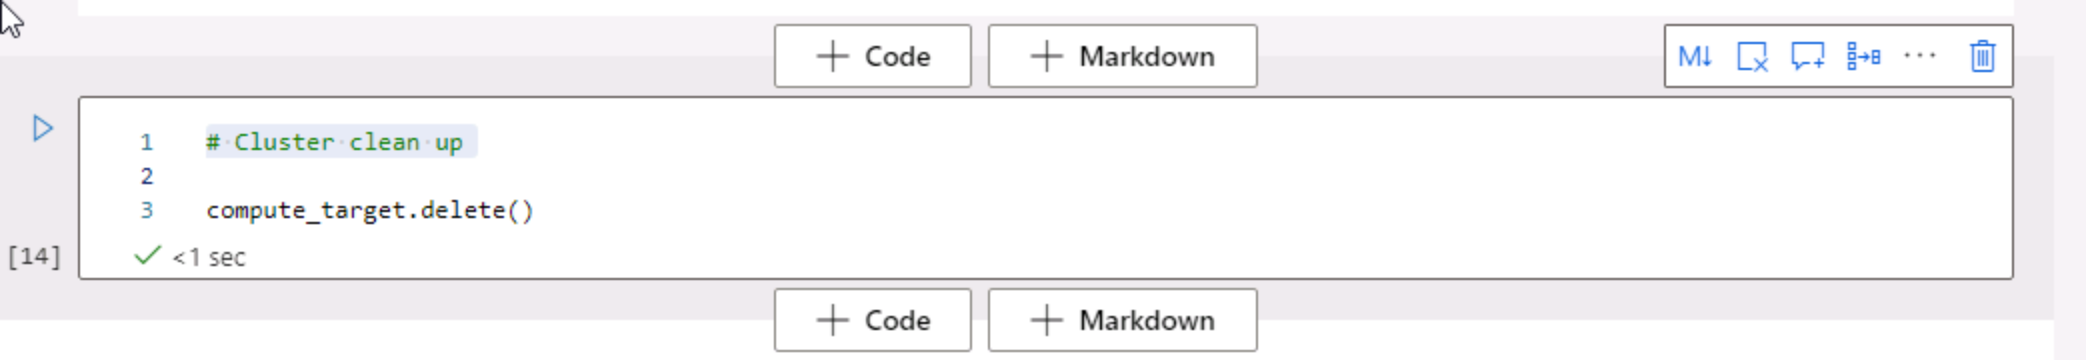 + Code + Markdown M↓ ...
1 # Cluster clean up
2
3 compute_target.delete()
[14] <1 sec
+ Code + Markdown